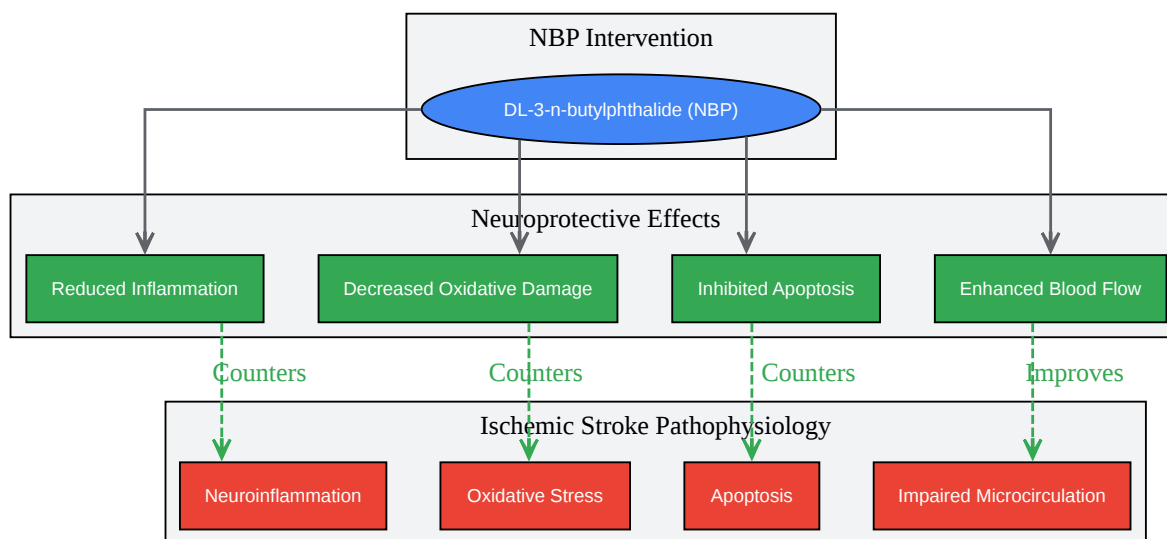 NBP Intervention
DL-3-n-butylphthalide (NBP)
Neuroprotective Effects
Reduced Inflammation
Decreased Oxidative Damage
Inhibited Apoptosis
Enhanced Blood Flow
Counters
Counters
Counters
Improves
Ischemic Stroke Pathophysiology
Neuroinflammation
Oxidative Stress
Apoptosis
Impaired Microcirculation